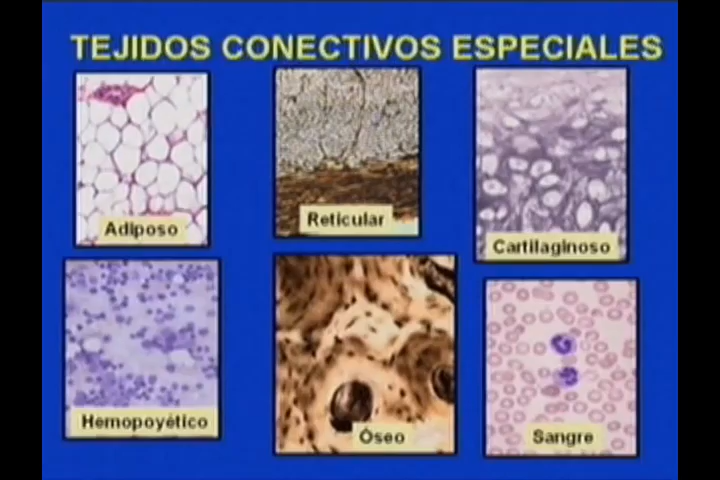 TEJIDOS CONECTIVOS ESPECIALES
Adiposo
Reticular
Cartilaginoso
Hemopoyético
Óseo
Sangre